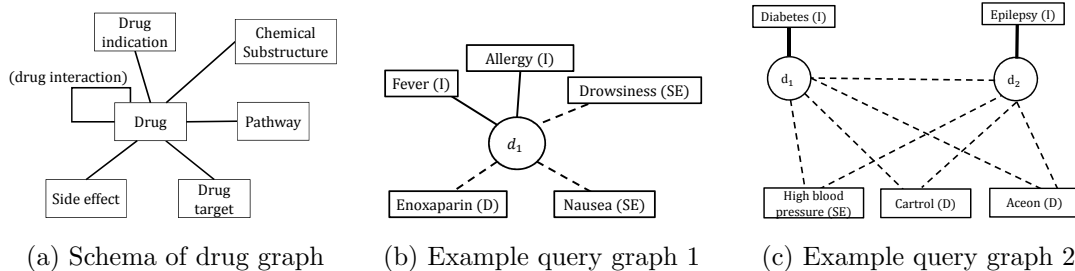 Drug
indication
Chemical
Substructure
(drug interaction)
Drug
Pathway
Side effect
Drug
target
(a) Schema of drug graph
Allergy (I)
Fever (I)
Drowsiness (SE)
d₁
Enoxaparin (D)
Nausea (SE)
(b) Example query graph 1
Diabetes (I)
Epilepsy (I)
d₁
d₂
High blood
pressure (SE)
Cartrol (D)
Aceon (D)
(c) Example query graph 2